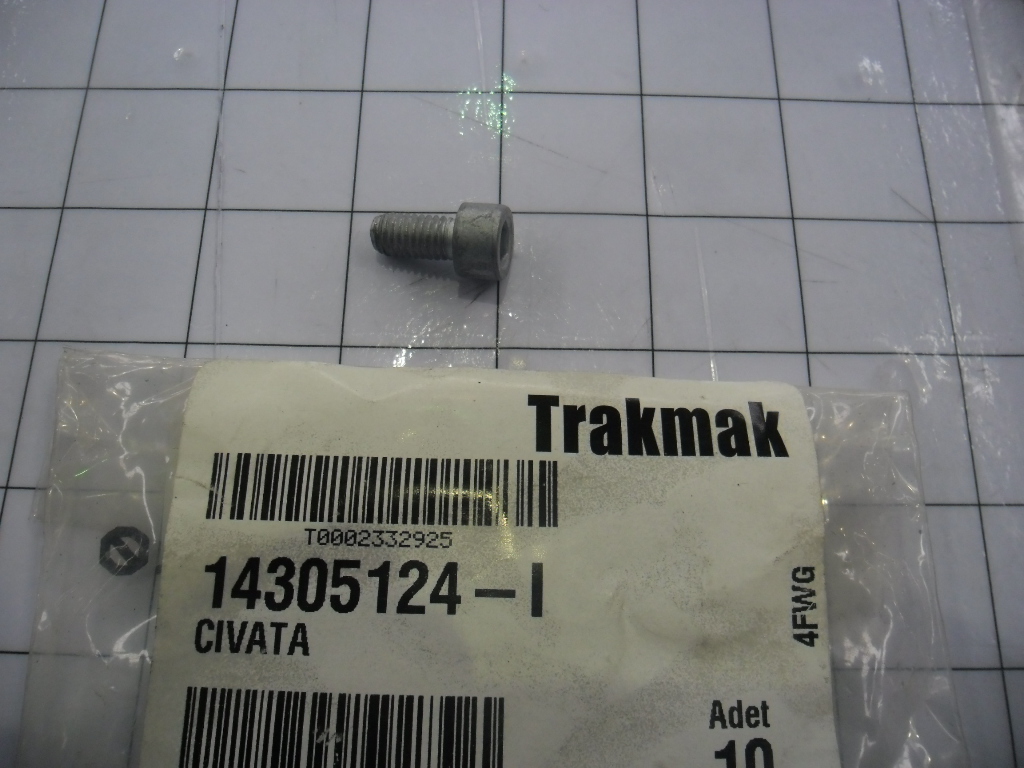 Trakmak
T0002332925
14305124-I
CIVATA
4FWG
Adet
10